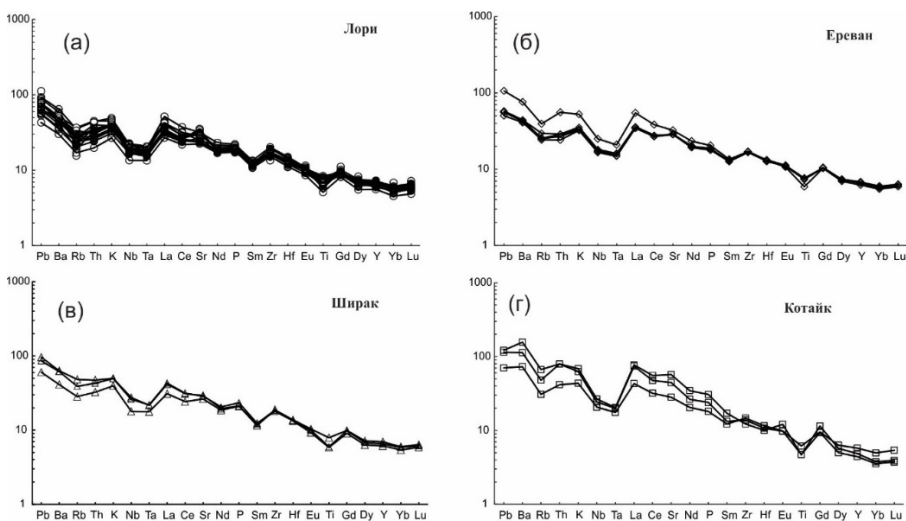 (а)
Лори
1000
100
10
1
Pb Ba Rb Th K Nb Ta La Ce Sr Nd P Sm Zr Hf Eu Ti Gd Dy Y Yb Lu
(б)
Ереван
1000
100
10
1
Pb Ba Rb Th K Nb Ta La Ce Sr Nd P Sm Zr Hf Eu Ti Gd Dy Y Yb Lu
(в)
Ширак
1000
100
10
1
Pb Ba Rb Th K Nb Ta La Ce Sr Nd P Sm Zr Hf Eu Ti Gd Dy Y Yb Lu
(г)
Котайк
1000
100
10
1
Pb Ba Rb Th K Nb Ta La Ce Sr Nd P Sm Zr Hf Eu Ti Gd Dy Y Yb Lu